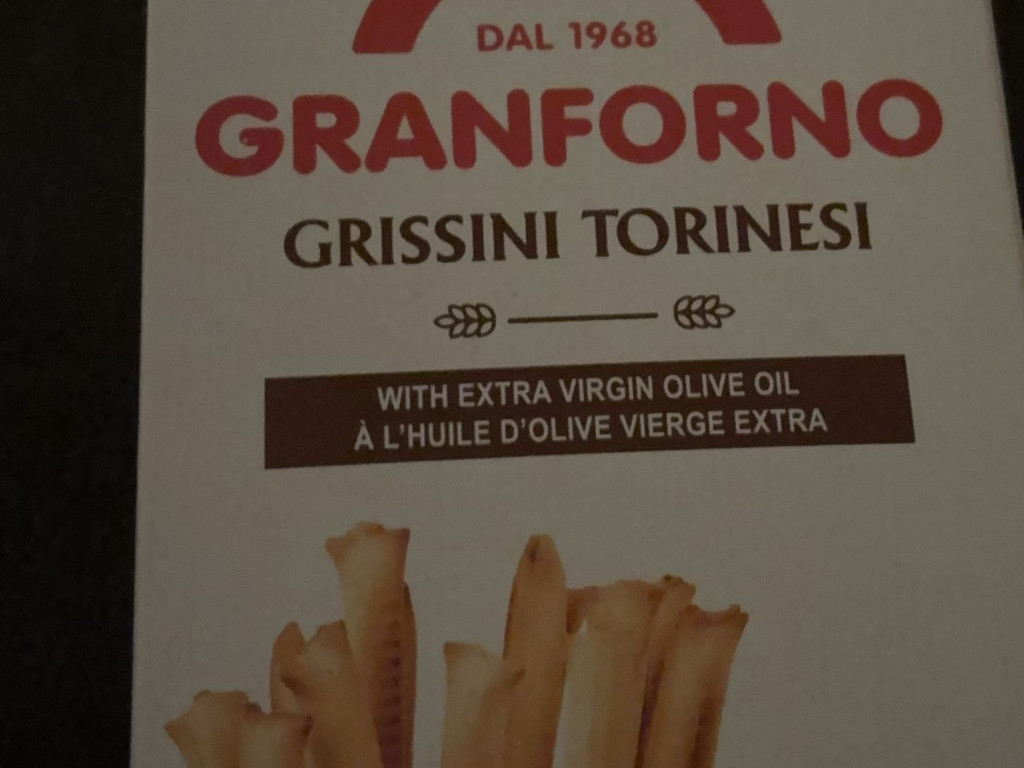 DAL 1968
GRANFORNO
GRISSINI TORINESI
WITH EXTRA VIRGIN OLIVE OIL
À L'HUILE D'OLIVE VIERGE EXTRA